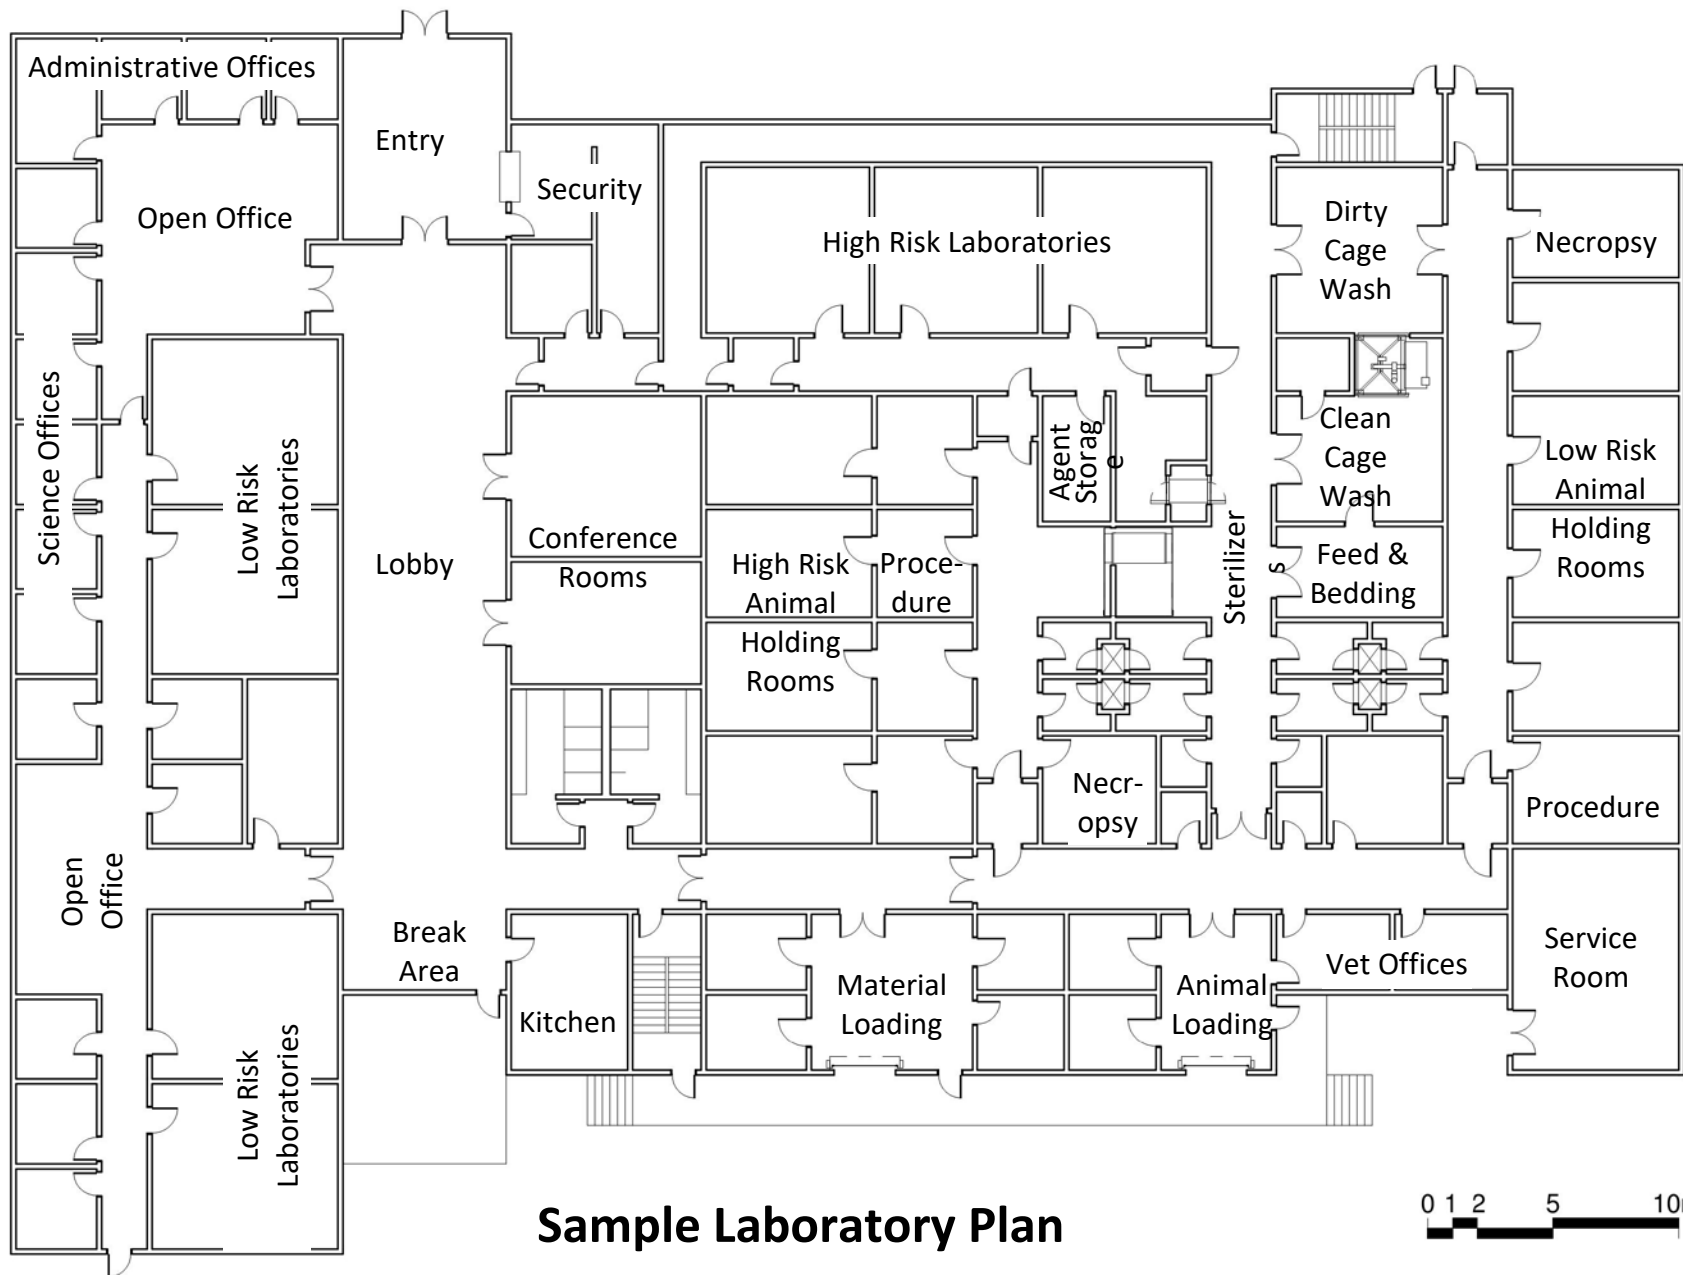 Administrative Offices
Entry
Security
Open Office
High Risk Laboratories
Dirty
Cage
Wash
Necropsy
Science Offices
Low Risk
Laboratories
Lobby
Conference
Rooms
High Risk
Animal
Holding
Rooms
Proce-
dure
Agent
Storag
e
Sterilizer
s
Clean
Cage
Wash
Feed &
Bedding
Low Risk
Animal
Holding
Rooms
Necr-
opsy
Procedure
Open
Office
Break
Area
Kitchen
Material
Loading
Animal
Loading
Vet Offices
Service
Room
Low Risk
Laboratories
Sample Laboratory Plan
0 1 2 5 10m